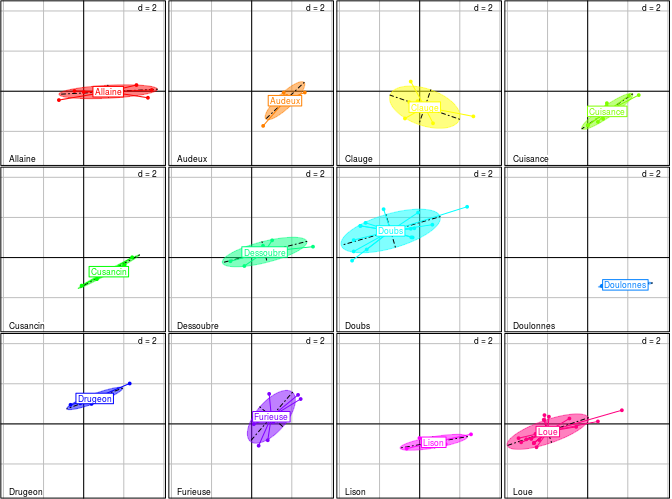 d = 2
d = 2
d = 2
d = 2
Allaine
Audeux
Cuisance
Allaine
Audeux
Clauge
Cuisance
d = 2
d = 2
d = 2
d = 2
Cusancin
Dessoubre
Doubs
Doulonnes
Cusancin
Dessoubre
Doubs
Doulonnes
d = 2
d = 2
d = 2
d = 2
Drugeon
Furieuse
Lison
Loue
Drugeon
Furieuse
Lison
Loue